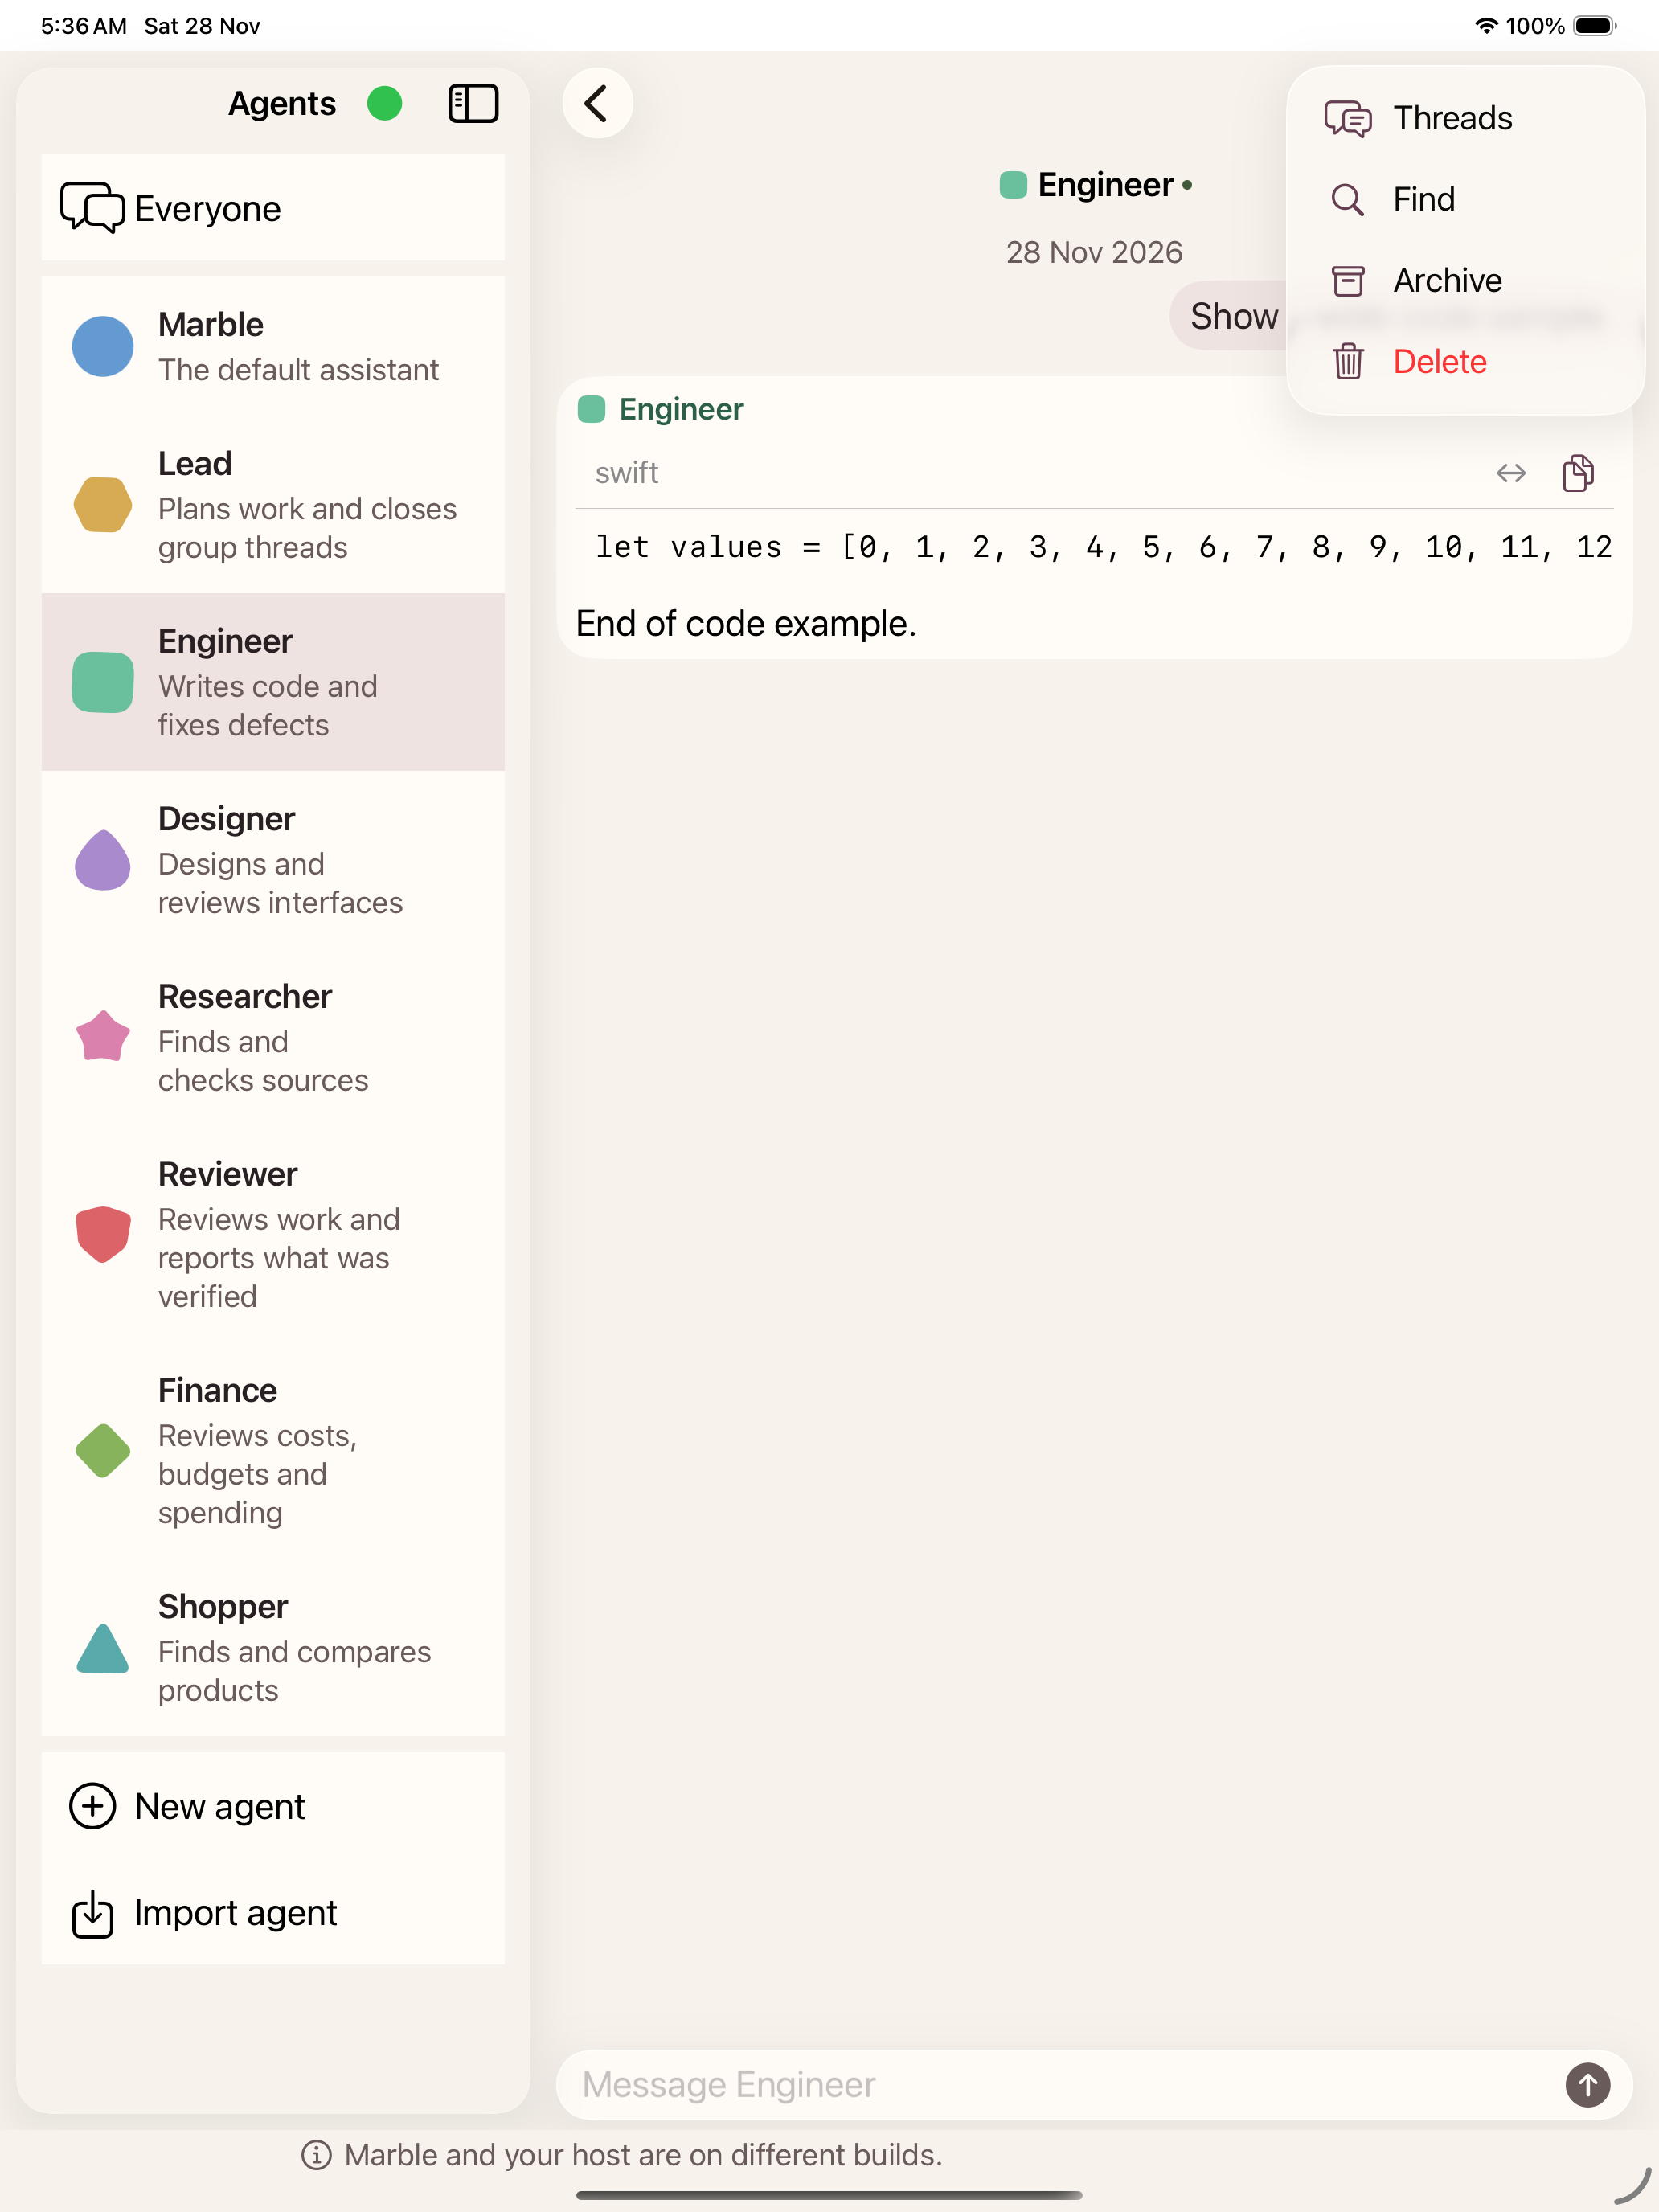 5:36 AM Sat 28 Nov
100%
Agents
Everyone
Marble
The default assistant
Lead
Plans work and closes
group threads
Engineer
Writes code and
fixes defects
Designer
Designs and
reviews interfaces
Researcher
Finds and
checks sources
Reviewer
Reviews work and
reports what was
verified
Finance
Reviews costs,
budgets and
spending
Shopper
Finds and compares
products
New agent
Import agent
Engineer
28 Nov 2026
Show
Threads
Find
Archive
Delete
Engineer
swift
let values = [0, 1, 2, 3, 4, 5, 6, 7, 8, 9, 10, 11, 12
End of code example.
Message Engineer
Marble and your host are on different builds.